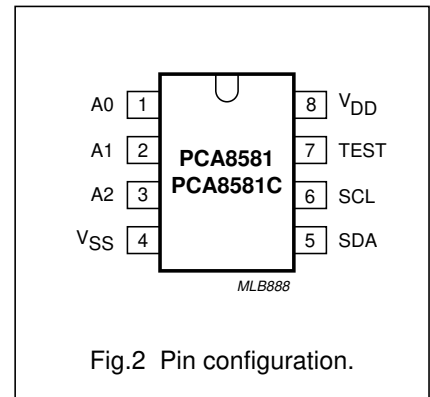 A0 1 8 VDD
A1 2 PCA8581 7 TEST
PCA8581C
A2 3 6 SCL
VSS 4 5 SDA
MLB888
Fig.2 Pin configuration.